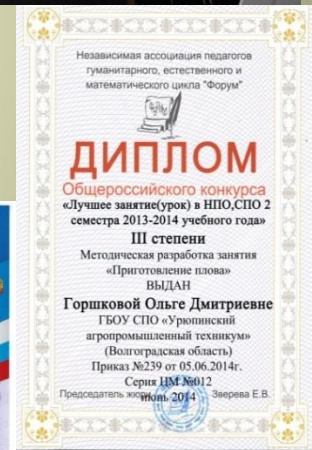 Независимая ассоциация педагогов
гуманитарного, естественного и
математического цикла "Форум"
ДИПЛОМ
Общероссийского конкурса
«Лучшее занятие(урок) в НПО,СПО 2
семестра 2013-2014 учебного года»
III степени
Методическая разработка занятия
«Приготовление плова»
ВЫДАН
Горшковой Ольге Дмитриевне
ГБОУ СПО «Урюпинский
агропромышленный техникум»
(Волгоградская область)
Приказ №239 от 05.06.2014г.
Серия НМ №012
Председатель жюри июнь 2014 Зверева Е.В.